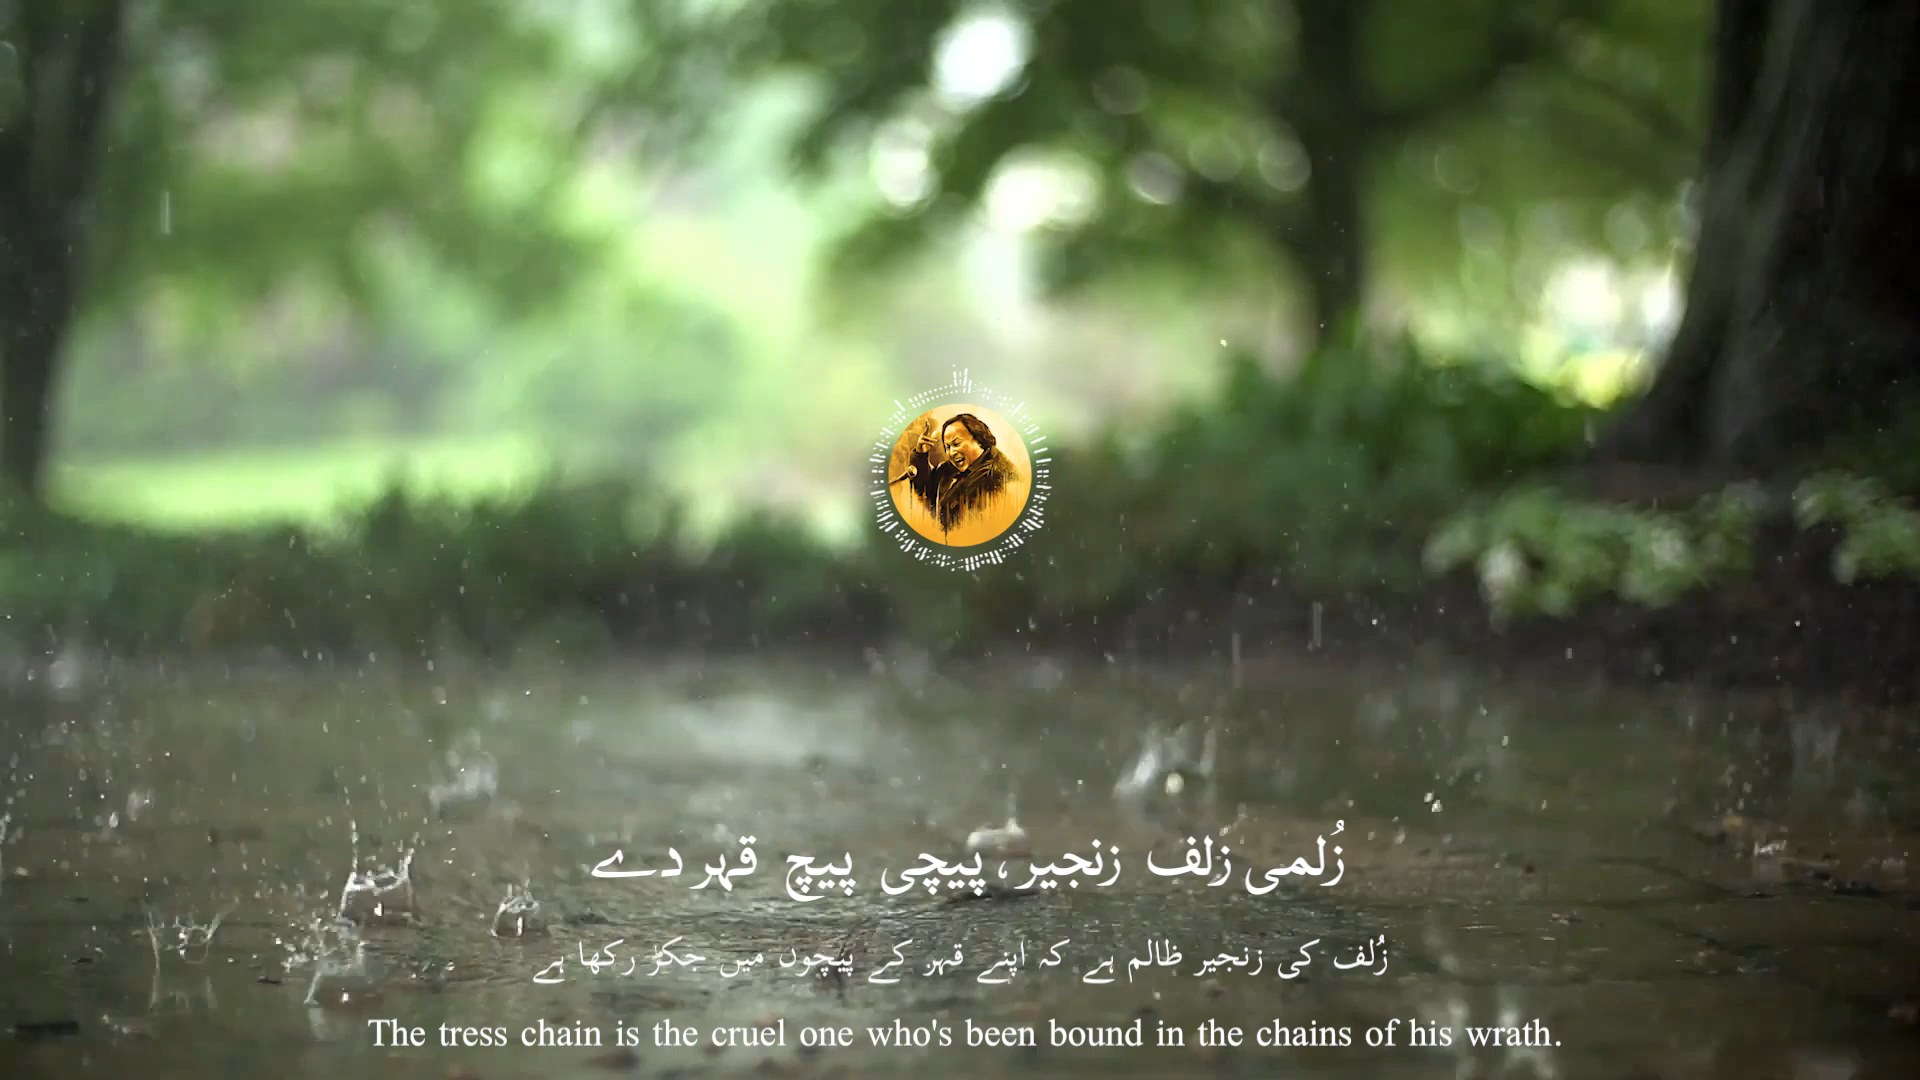 زُلمی زلف زنجیر، پیچی پیچ قہر دے
زُلف کی زنجیر ظالم ہے کہ اپنے قہر کے پیچوں میں جکڑ رکھا ہے
The tress chain is the cruel one who's been bound in the chains of his wrath.